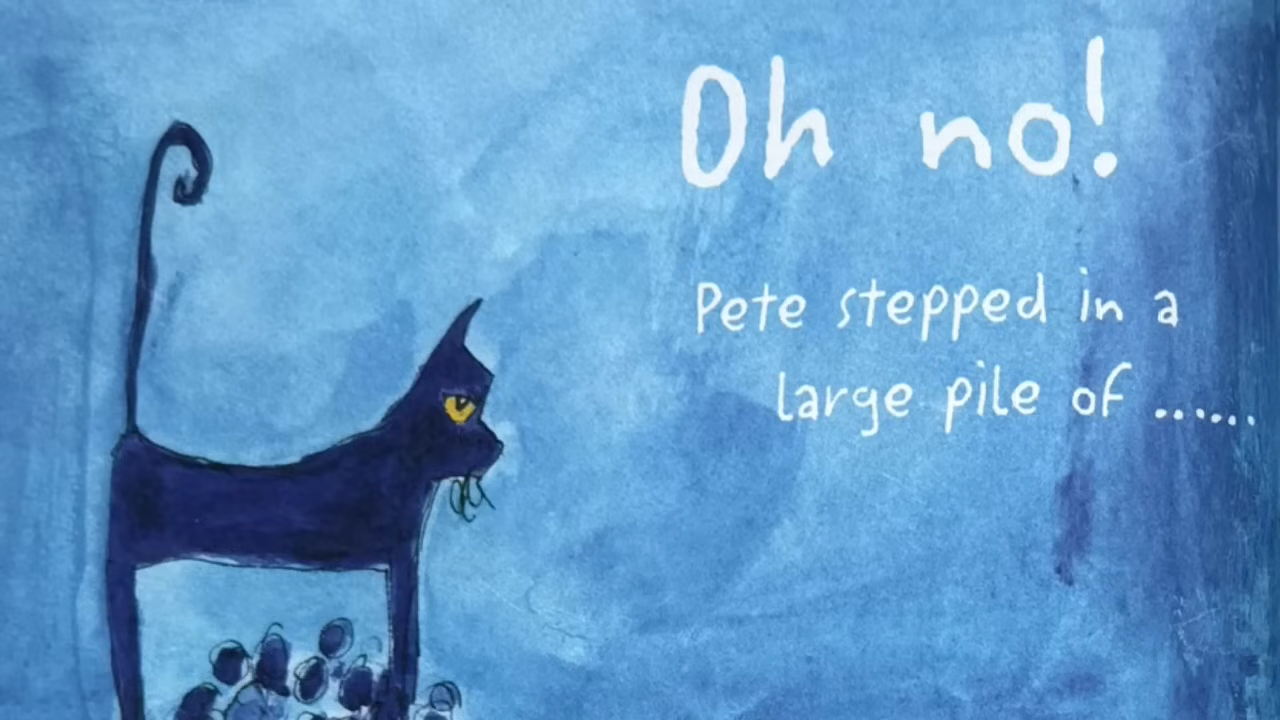 Oh no!
Pete stepped in a
large pile of ......